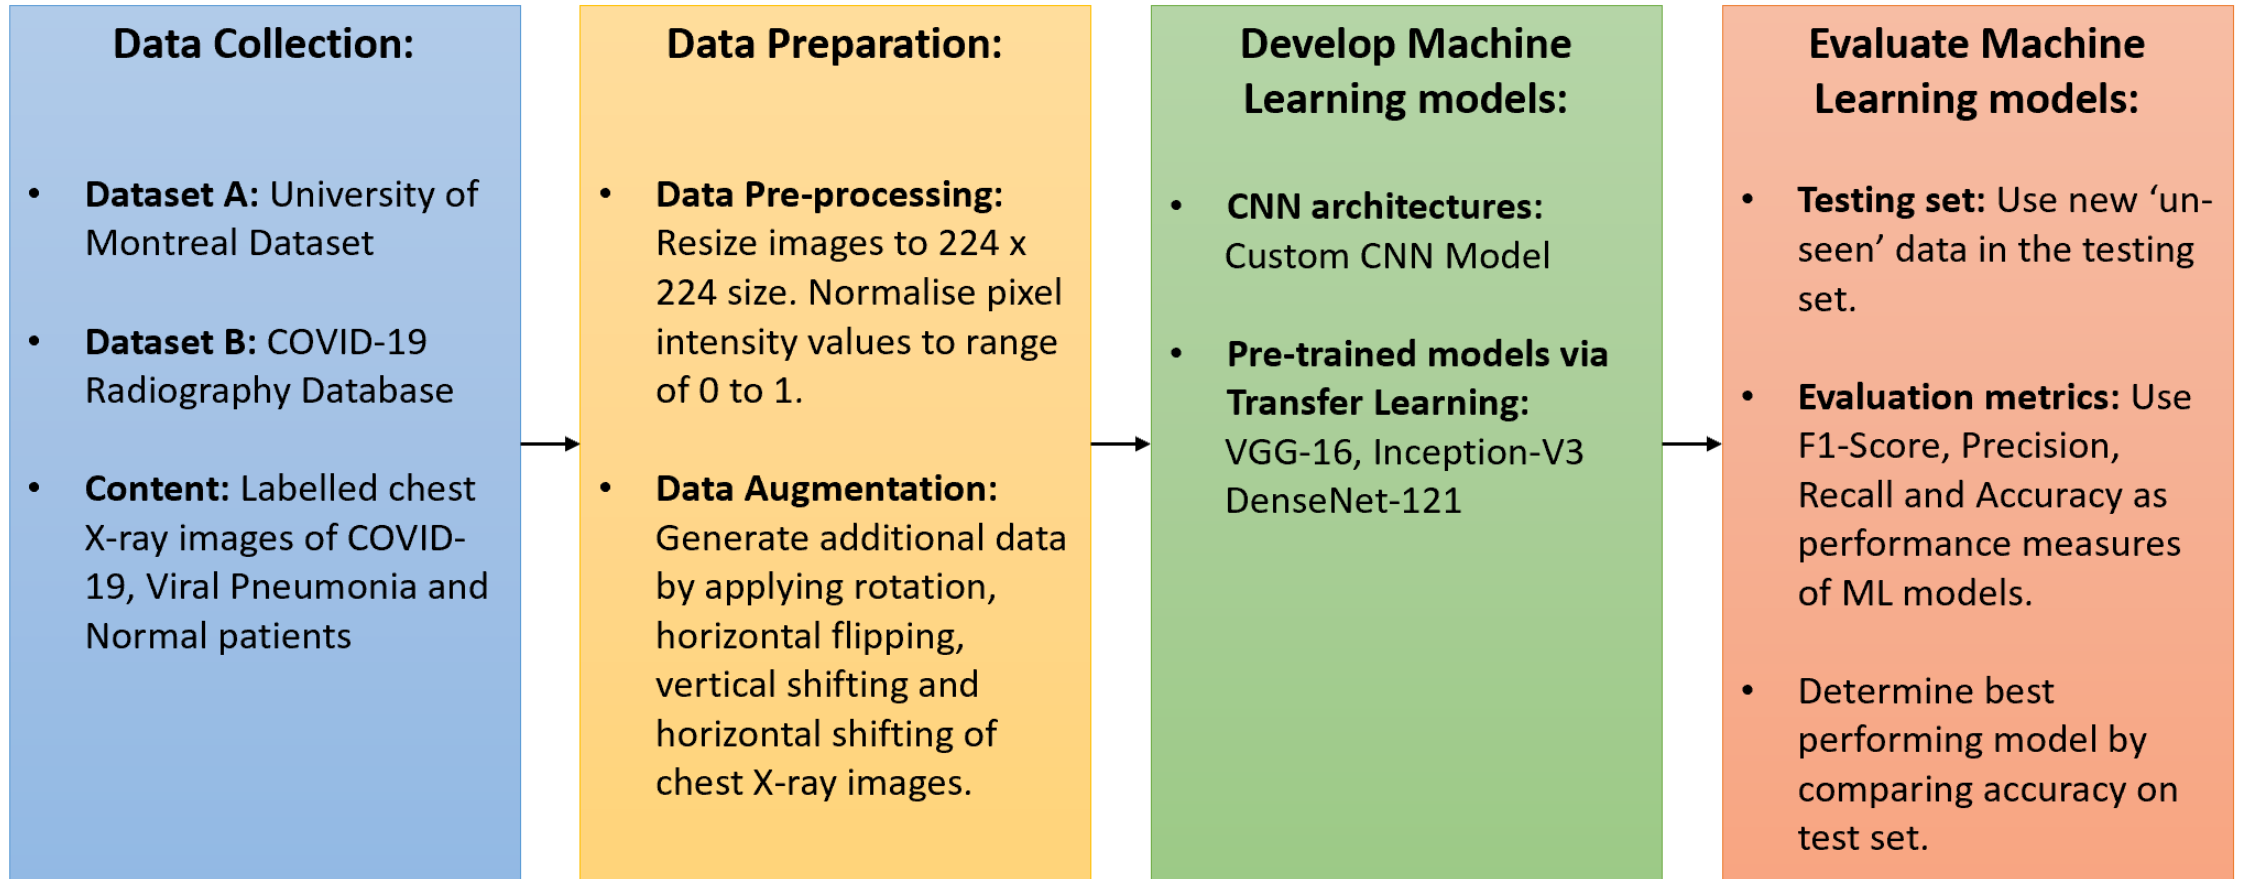 Data Collection:
• Dataset A: University of
Montreal Dataset
• Dataset B: COVID-19
Radiography Database
• Content: Labelled chest
X-ray images of COVID-
19, Viral Pneumonia and
Normal patients
Data Preparation:
• Data Pre-processing:
Resize images to 224 x
224 size. Normalise pixel
intensity values to range
of 0 to 1.
• Data Augmentation:
Generate additional data
by applying rotation,
horizontal flipping,
vertical shifting and
horizontal shifting of
chest X-ray images.
Develop Machine
Learning models:
• CNN architectures:
Custom CNN Model
• Pre-trained models via
Transfer Learning:
VGG-16, Inception-V3
DenseNet-121
Evaluate Machine
Learning models:
• Testing set: Use new ‘un-
seen’ data in the testing
set.
• Evaluation metrics: Use
F1-Score, Precision,
Recall and Accuracy as
performance measures
of ML models.
• Determine best
performing model by
comparing accuracy on
test set.